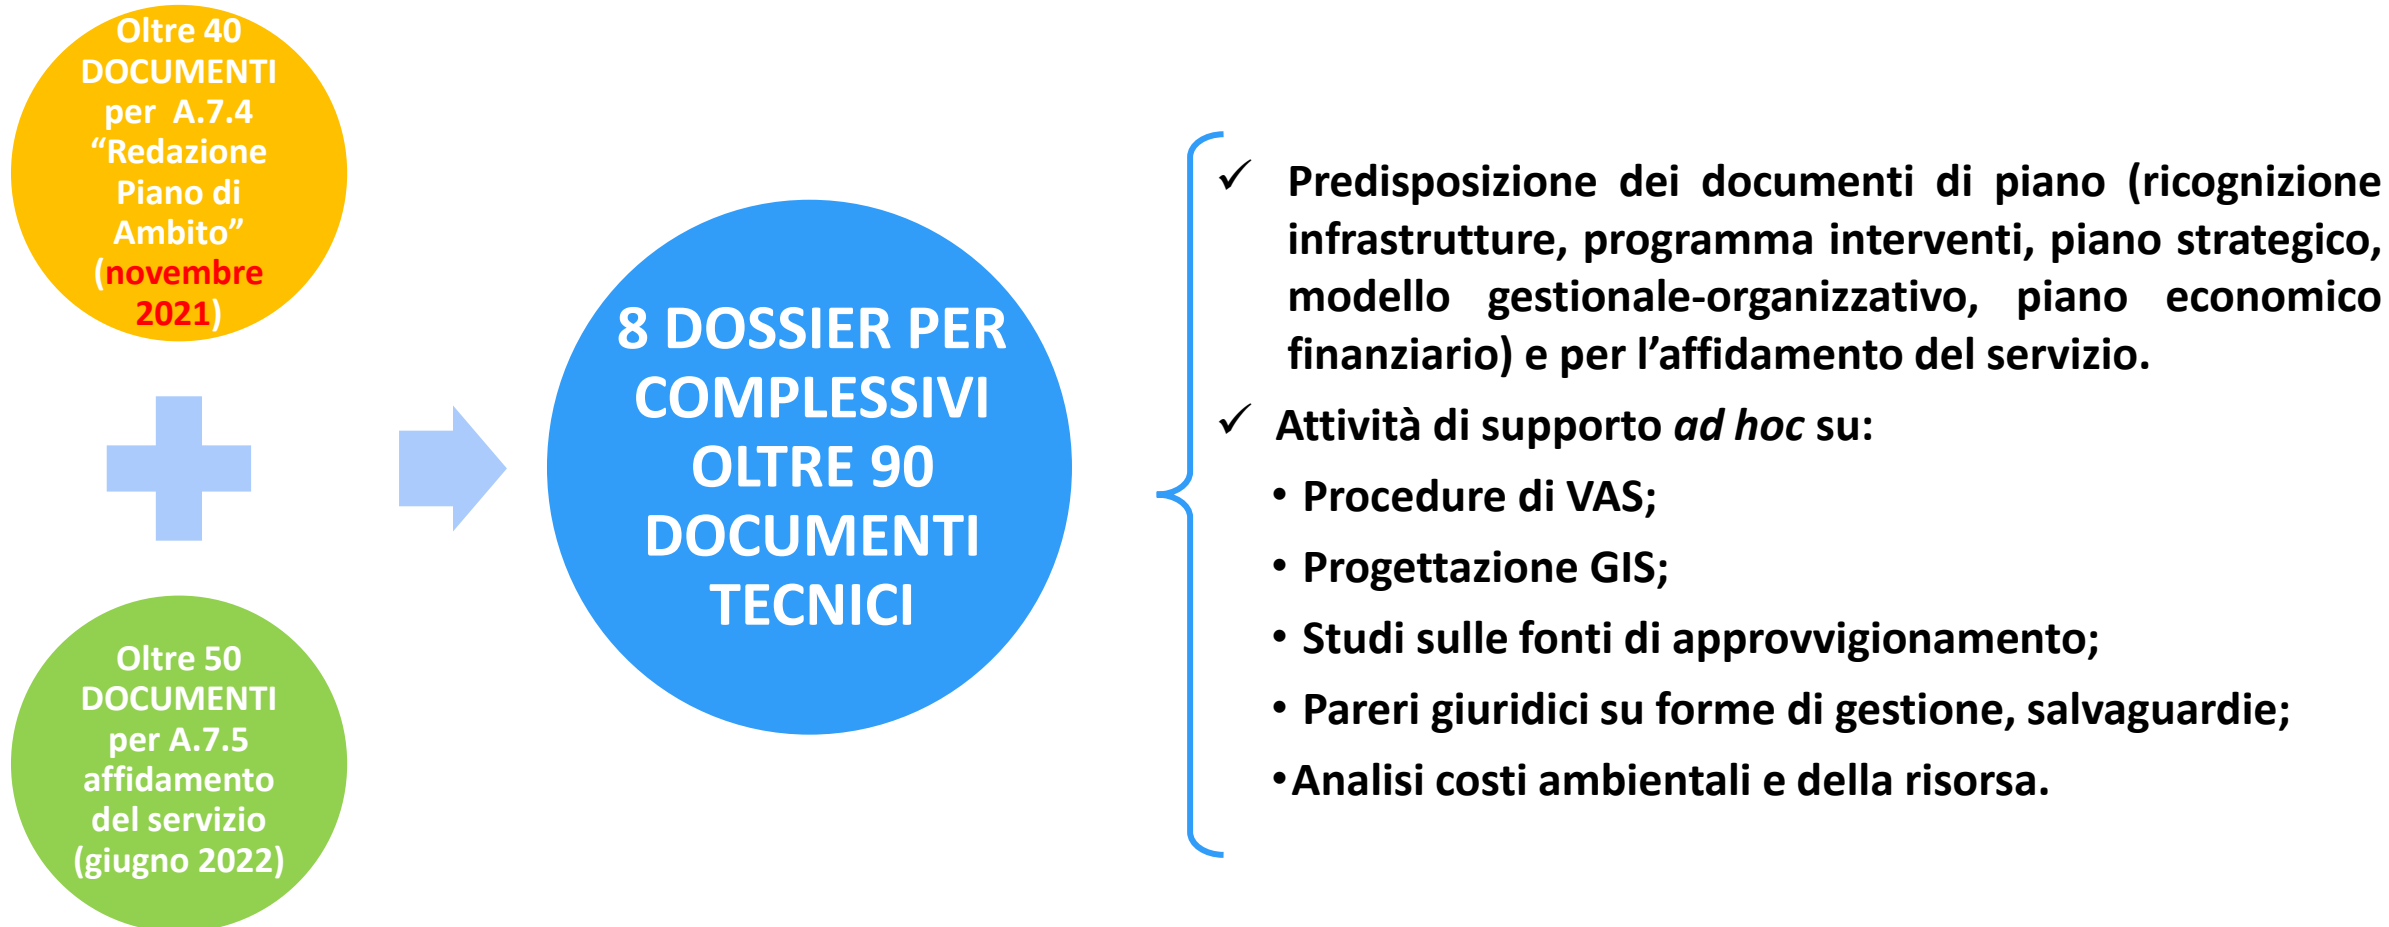 Oltre 40
DOCUMENTI
per A.7.4
“Redazione
Piano di
Ambito”
(novembre
2021)
Oltre 50
DOCUMENTI
per A.7.5
affidamento
del servizio
(giugno 2022)
8 DOSSIER PER
COMPLESSIVI
OLTRE 90
DOCUMENTI
TECNICI
✓ Predisposizione dei documenti di piano (ricognizione
infrastrutture, programma interventi, piano strategico,
modello gestionale-organizzativo, piano economico
finanziario) e per l’affidamento del servizio.
✓ Attività di supporto ad hoc su:
• Procedure di VAS;
• Progettazione GIS;
• Studi sulle fonti di approvvigionamento;
• Pareri giuridici su forme di gestione, salvaguardie;
•Analisi costi ambientali e della risorsa.